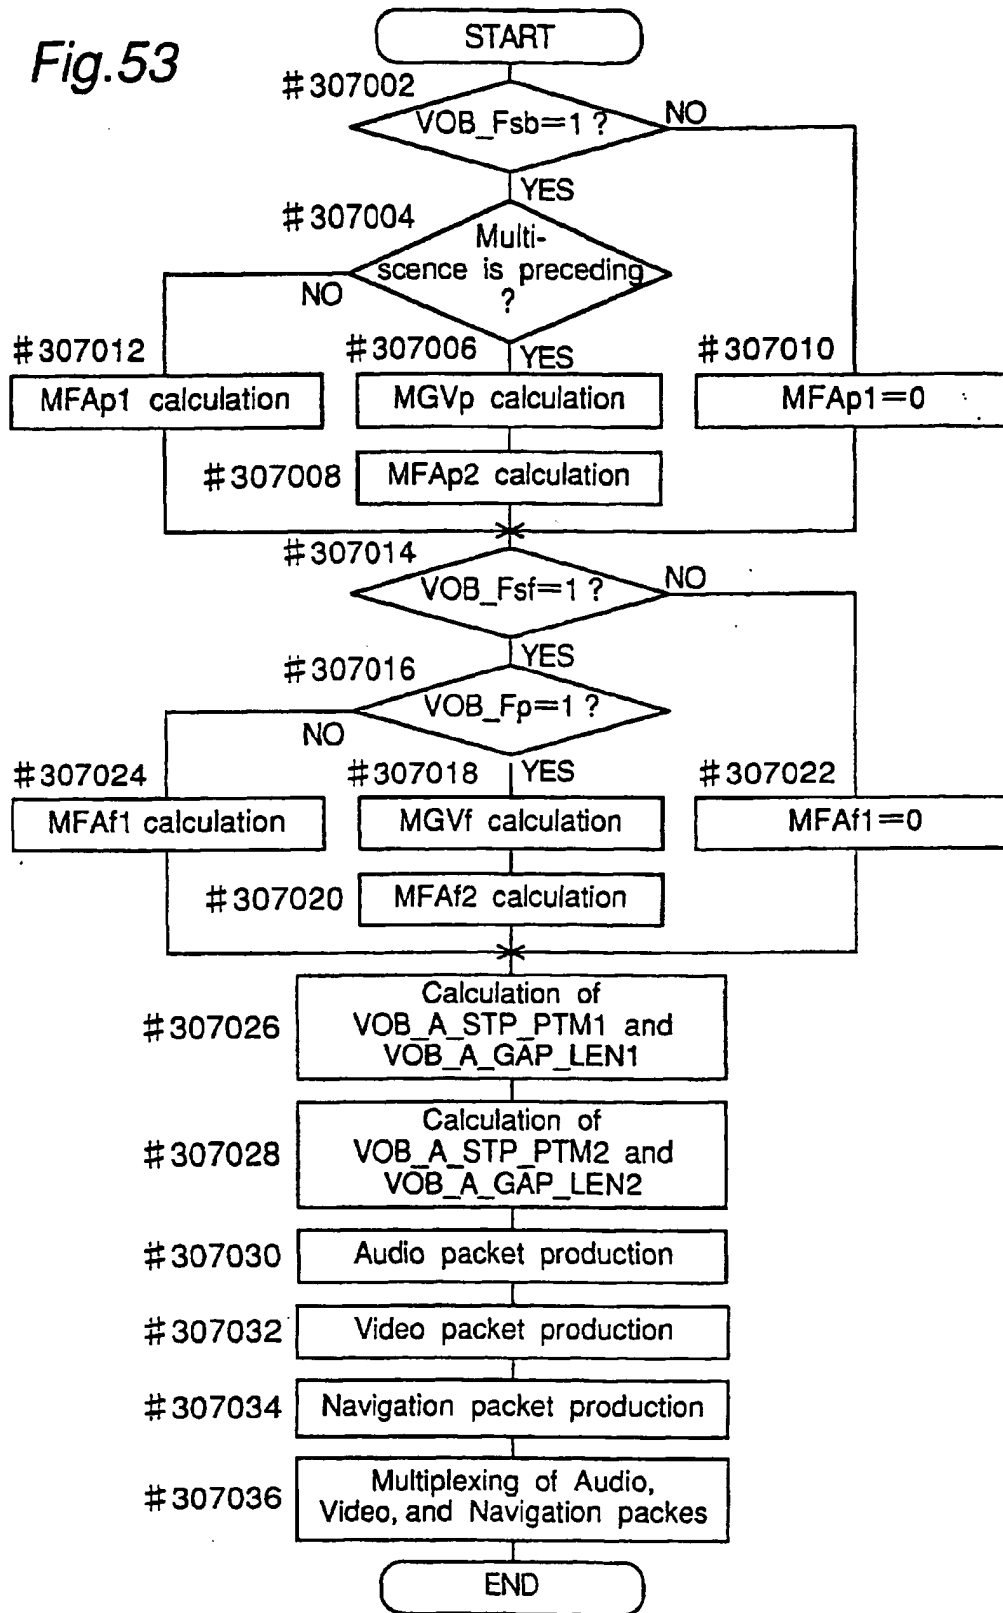 Fig.53
START
#307002
VOB_Fsb=1 ?
NO
YES
#307004
Multi-
scence is preceding
?
NO
YES
#307012
#307006
#307010
MFAp1 calculation
MGVp calculation
MFAp1=0
#307008
MFAp2 calculation
#307014
VOB_Fsf=1 ?
NO
YES
#307016
VOB_Fp=1 ?
NO
YES
#307024
#307018
#307022
MFAf1 calculation
MGVf calculation
MFAf1=0
#307020
MFAf2 calculation
#307026
Calculation of
VOB_A_STP_PTM1 and
VOB_A_GAP_LEN1
#307028
Calculation of
VOB_A_STP_PTM2 and
VOB_A_GAP_LEN2
#307030
Audio packet production
#307032
Video packet production
#307034
Navigation packet production
#307036
Multiplexing of Audio,
Video, and Navigation packes
END